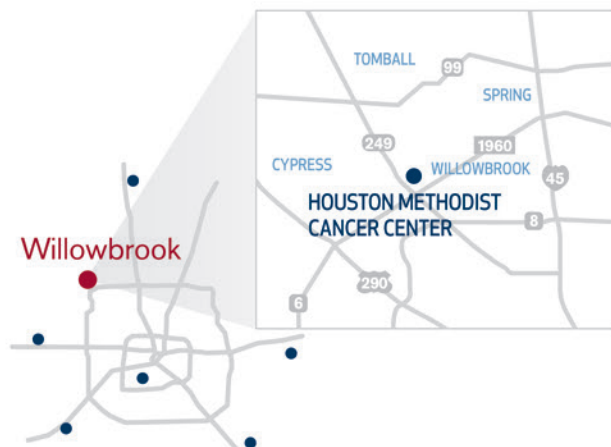 TOMBALL
99
SPRING
249
1960
CYPRESS
WILLOWBROOK
45
HOUSTON METHODIST
CANCER CENTER
8
Willowbrook
290
6